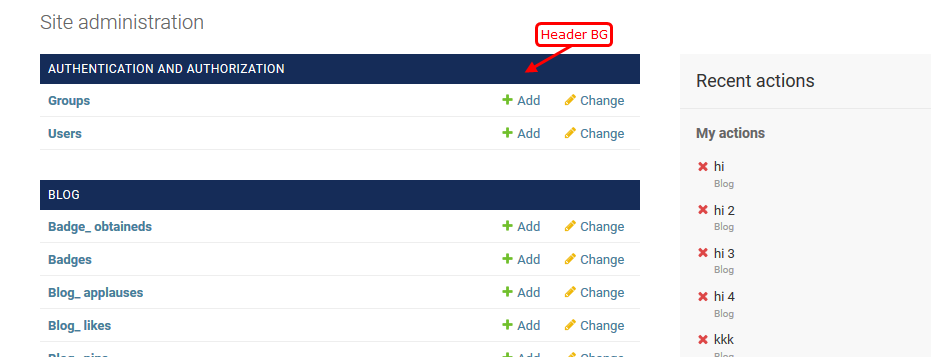 Site administration
Header BG
AUTHENTICATION AND AUTHORIZATION
Groups Add Change
Users Add Change
BLOG
Badge_ obtaineds Add Change
Badges Add Change
Blog_ applauses Add Change
Blog_ likes Add Change
Blog_ pins Add Change
Recent actions
My actions
hi
Blog
hi 2
Blog
hi 3
Blog
hi 4
Blog
kkk
Blog